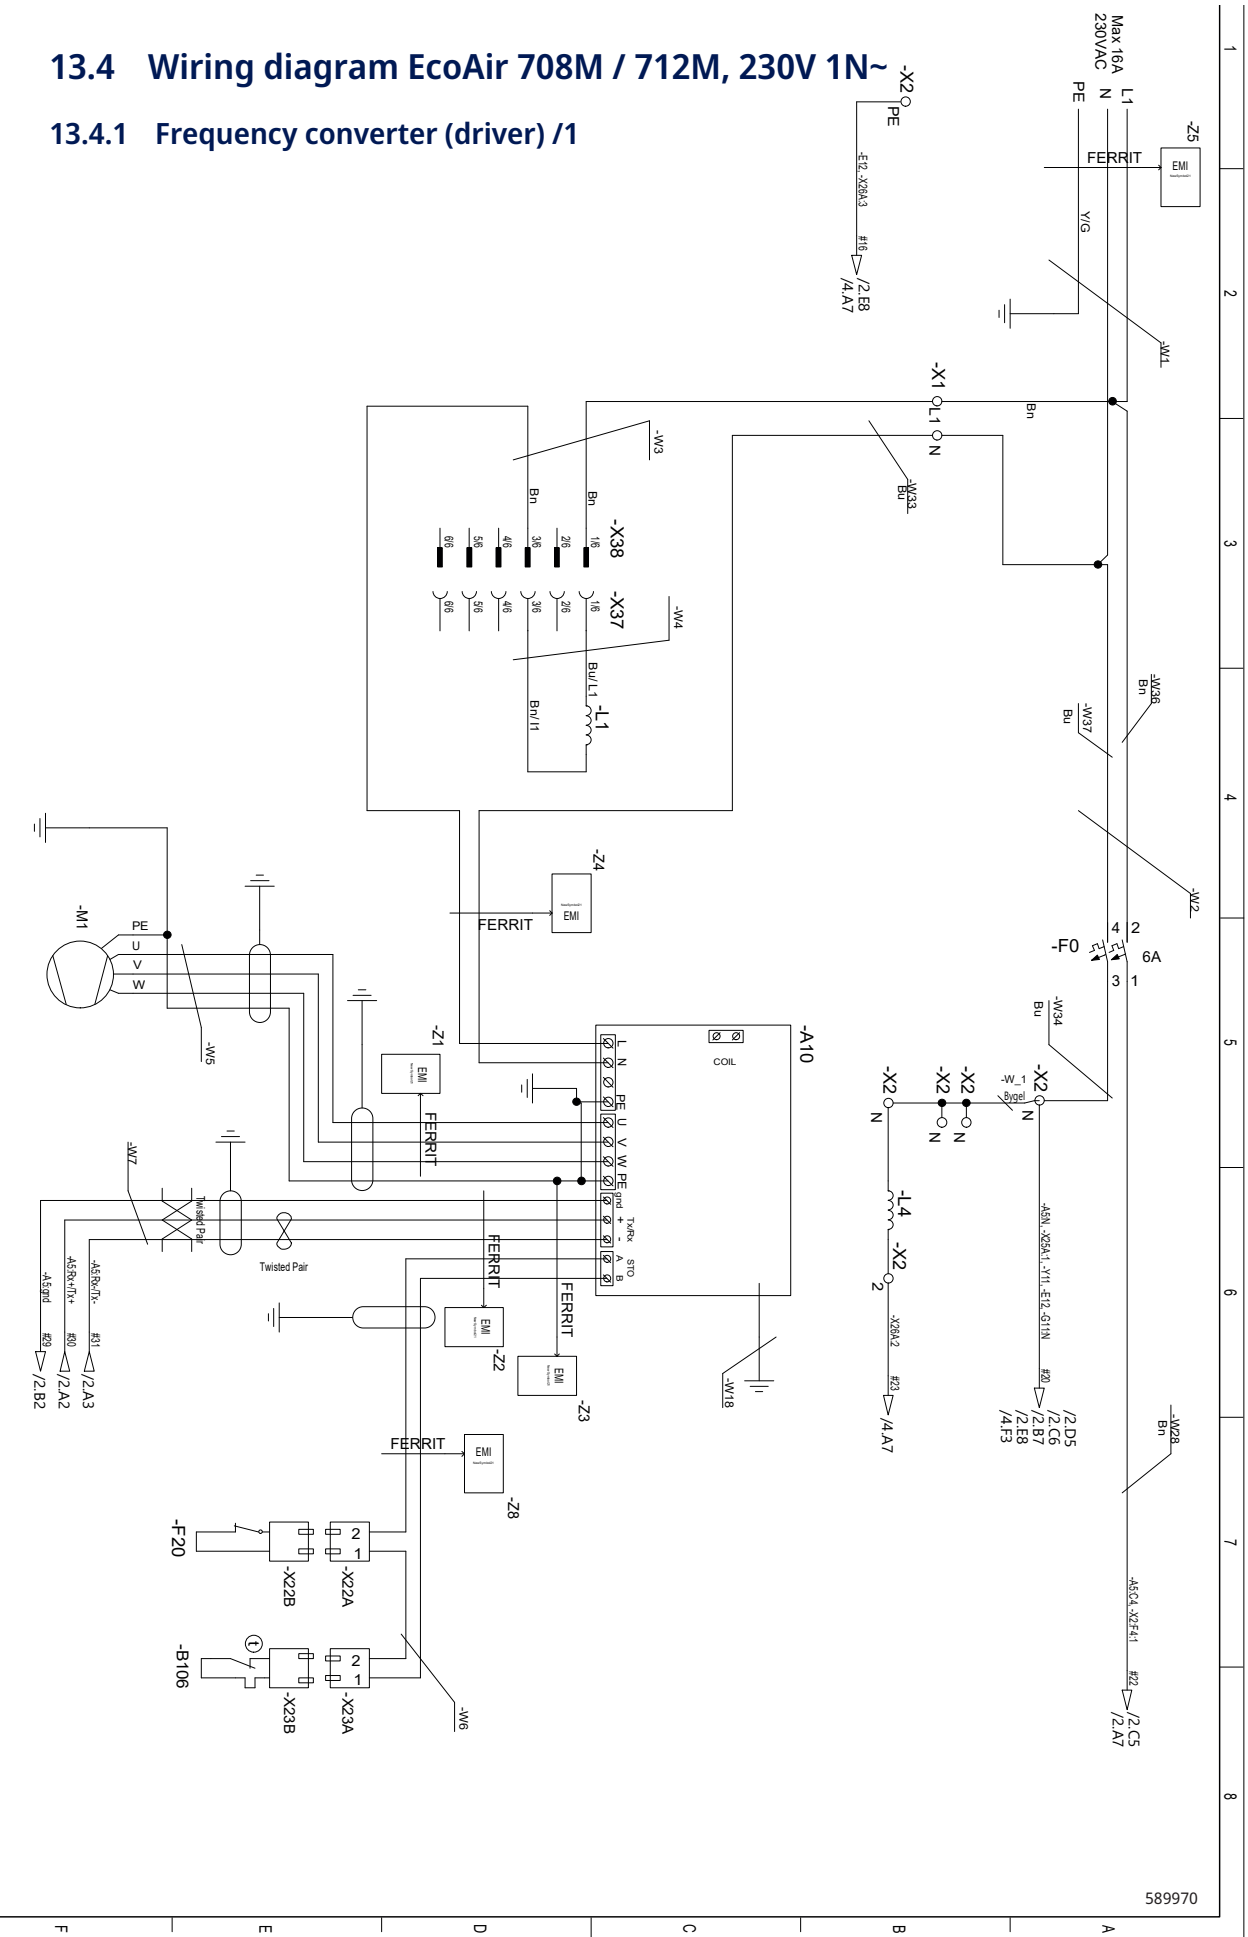 13.4 Wiring diagram EcoAir 708M / 712M, 230V 1N~
13.4.1 Frequency converter (driver) /1
Max 16A
230VAC
L1
N
PE
-X2
PE
-Z5
EMI
FERRIT
Y/G
-E12, -X26A:3
#16
/2.E8
/4.A7
-W1
-X1
L1
N
Bn
-W33
Bu
-W3
Bn
Bn
-X38
1/6
2/6
3/6
4/6
5/6
6/6
-X37
1/6
2/6
3/6
4/6
5/6
6/6
-W4
Bu/ L1
Bn/ l1
-L1
-W36
Bn
-W37
Bu
-W2
-F0
4 2
6A
3 1
-Z4
EMI
FERRIT
-M1
PE
U
V
W
-W5
-Z1
EMI
FERRIT
-A10
COIL
L
N
PE
U
V
W
PE
gnd
+
-
Tx/Rx
A
B
STO
-W34
Bu
-X2
N
-W_1
Bygel
-X2
-X2
N
N
-X2
N
-L4
-X2
2
-X26A:2
#23
/4.A7
-A5:N, -X25A:1, -Y11, -E12, -G11:N
#20
/2.D5
/2.C6
/2.B7
/2.E8
/4.F3
-W7
Twisted Pair
Twisted Pair
-A5:gnd
#29
/2.B2
-A5:Rx+/Tx+
#30
/2.A2
-A5:Rx-/Tx-
#31
/2.A3
FERRIT
EMI
-Z2
FERRIT
EMI
-Z3
-W18
FERRIT
EMI
-Z8
-W28
Bn
-A5:C4, -X2:F4:1
#22
/2.C5
/2.A7
-F20
-X22B
-X22A
2
1
-B106
t
-X23B
-X23A
2
1
-W6
1
2
3
4
5
6
7
8
589970
F
E
D
C
B
A